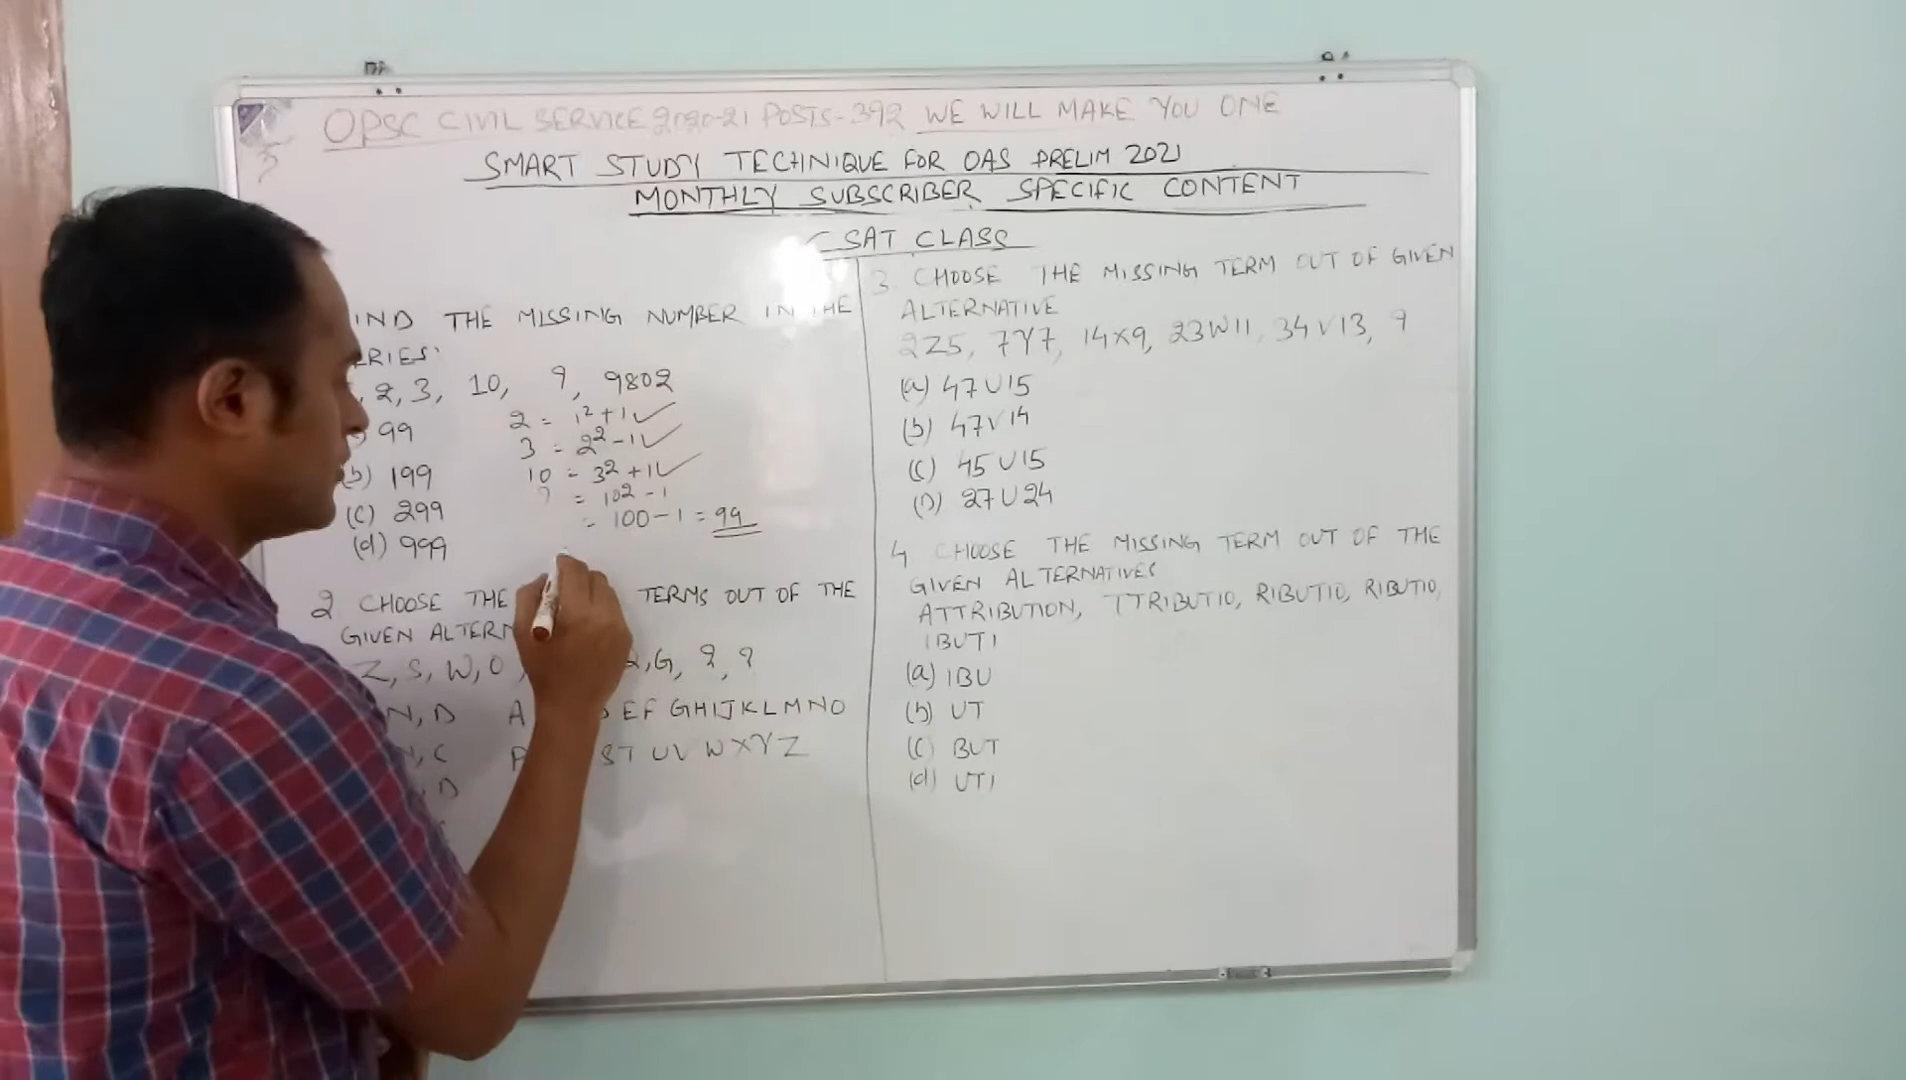 OPSC CIVIL SERVICE 2020-21 POSTS-392 WE WILL MAKE YOU ONE
SMART STUDY TECHNIQUE FOR OAS PRELIM 2021
MONTHLY SUBSCRIBER SPECIFIC CONTENT
CSAT CLASS
IND THE MISSING NUMBER IN THE
ERIES:
, 2, 3, 10, ?, 9802
2 = 1²+1 ✓
3 = 2²-1 ✓
10 = 3²+1 ✓
? = 10²-1
= 100-1 = 99
99
(b) 199
(c) 299
(d) 999
2 CHOOSE THE TERMS OUT OF THE
GIVEN ALTERN
Z, S, W, O, ,G, ?, ?
N, D A EF GHIJKLMNO
, C P ST UV WXYZ
, D
3. CHOOSE THE MISSING TERM OUT OF GIVEN
ALTERNATIVE
2Z5, 7Y7, 14X9, 23W11, 34V13, ?
(a) 47U15
(b) 47V14
(c) 45U15
(D) 27U24
4 CHOOSE THE MISSING TERM OUT OF THE
GIVEN ALTERNATIVES
ATTRIBUTION, TTRIBUTIO, RIBUTIO, RIBUTIO,
IBUTI
(a) IBU
(b) UT
(c) BUT
(d) UTI